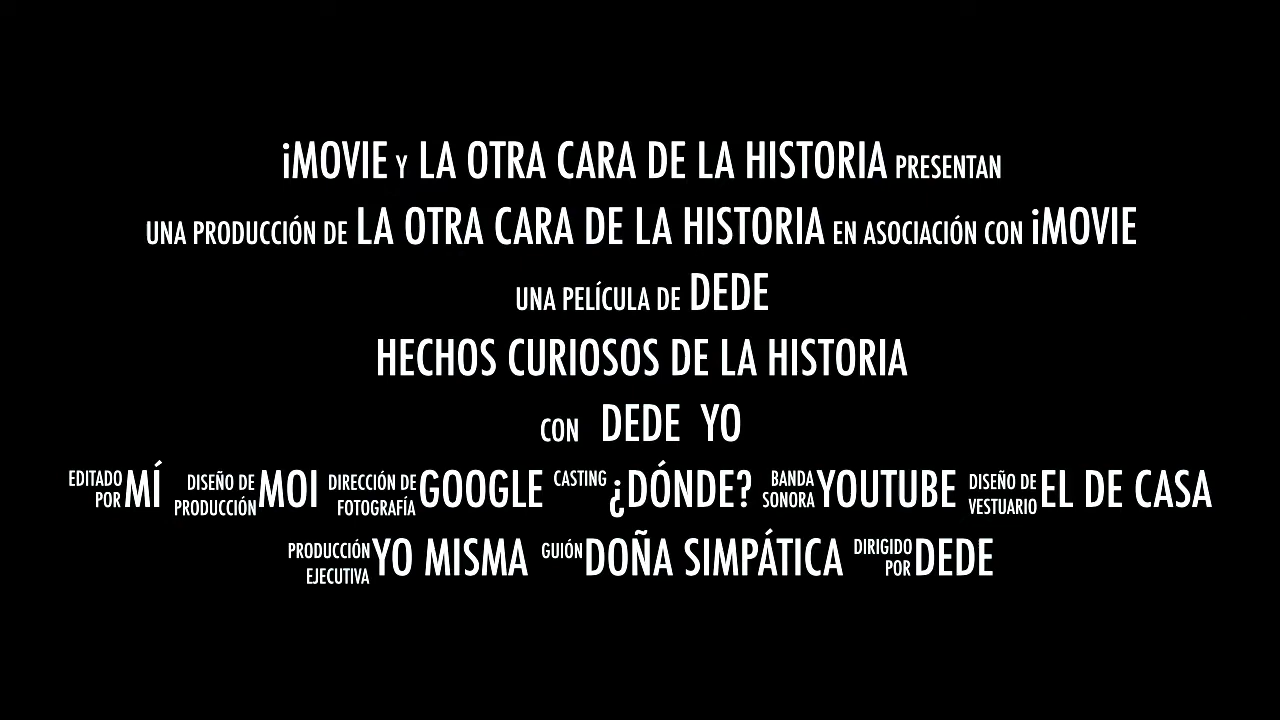 iMOVIE Y LA OTRA CARA DE LA HISTORIA PRESENTAN
UNA PRODUCCIÓN DE LA OTRA CARA DE LA HISTORIA EN ASOCIACIÓN CON iMOVIE
UNA PELÍCULA DE DEDE
HECHOS CURIOSOS DE LA HISTORIA
CON DEDE YO
EDITADO POR MÍ DISEÑO DE PRODUCCIÓN MOI DIRECCIÓN DE FOTOGRAFÍA GOOGLE CASTING ¿DÓNDE? BANDA SONORA YOUTUBE DISEÑO DE VESTUARIO EL DE CASA
PRODUCCIÓN EJECUTIVA YO MISMA GUIÓN DOÑA SIMPÁTICA DIRIGIDO POR DEDE